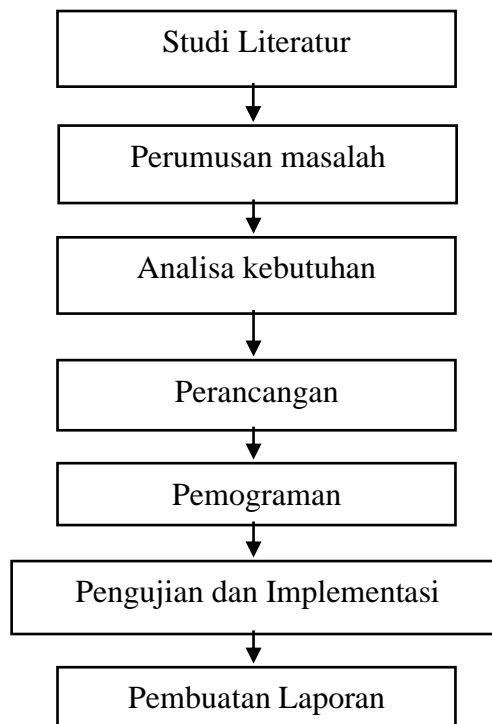 Studi Literatur
Perumusan masalah
Analisa kebutuhan
Perancangan
Pemograman
Pengujian dan Implementasi
Pembuatan Laporan